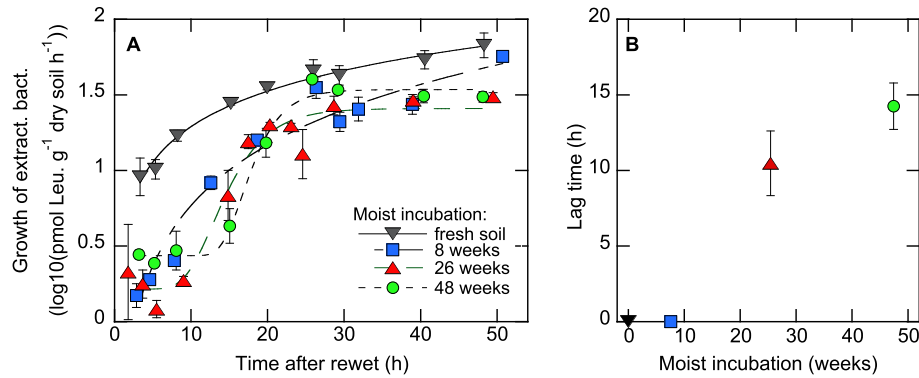 A
Growth of extract. bact.
(log10(pmol Leu. g⁻¹ dry soil h⁻¹))
2
1.5
1
0.5
0
Moist incubation:
fresh soil
8 weeks
26 weeks
48 weeks
0 10 20 30 40 50
Time after rewet (h)
B
Lag time (h)
20
15
10
5
0
0 10 20 30 40 50
Moist incubation (weeks)